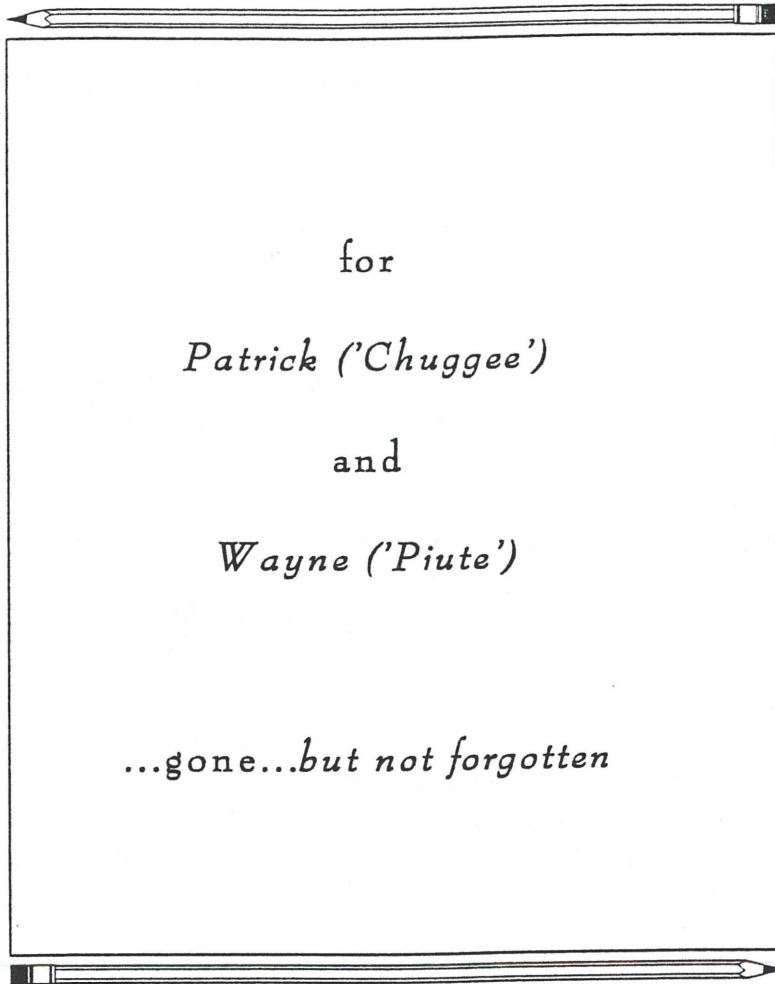 for
Patrick ('Chuggee')
and
Wayne ('Piute')
...gone...but not forgotten